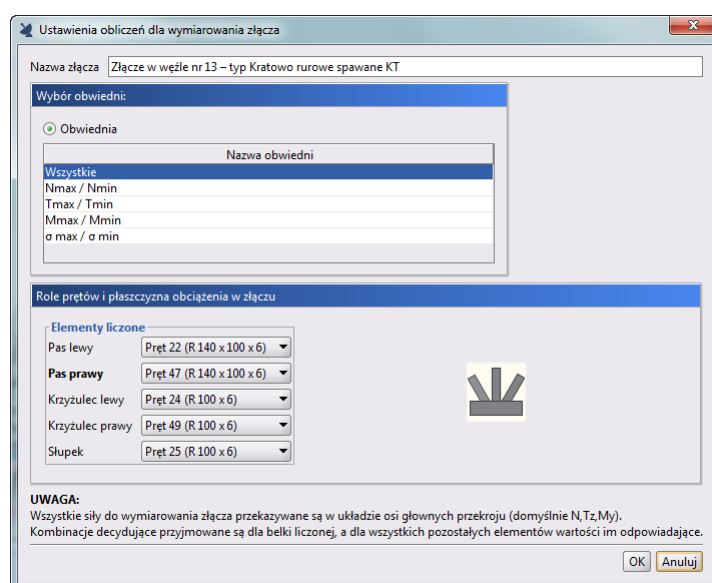 Ustawienia obliczeń dla wymiarowania złącza
Nazwa złącza Złącze w węźle nr 13 – typ Kratowo rurowe spawane KT
Wybór obwiedni:
Obwiednia
Nazwa obwiedni
Wszystkie
Nmax / Nmin
Tmax / Tmin
Mmax / Mmin
σ max / σ min
Role prętów i płaszczyzna obciążenia w złączu
Elementy liczone
Pas lewy Pręt 22 (R 140 x 100 x 6)
Pas prawy Pręt 47 (R 140 x 100 x 6)
Krzyżulec lewy Pręt 24 (R 100 x 6)
Krzyżulec prawy Pręt 49 (R 100 x 6)
Słupek Pręt 25 (R 100 x 6)
UWAGA:
Wszystkie siły do wymiarowania złącza przekazywane są w układzie osi głownych przekroju (domyślnie N,Tz,My).
Kombinacje decydujące przyjmowane są dla belki liczonej, a dla wszystkich pozostałych elementów wartości im odpowiadające.
OK Anuluj